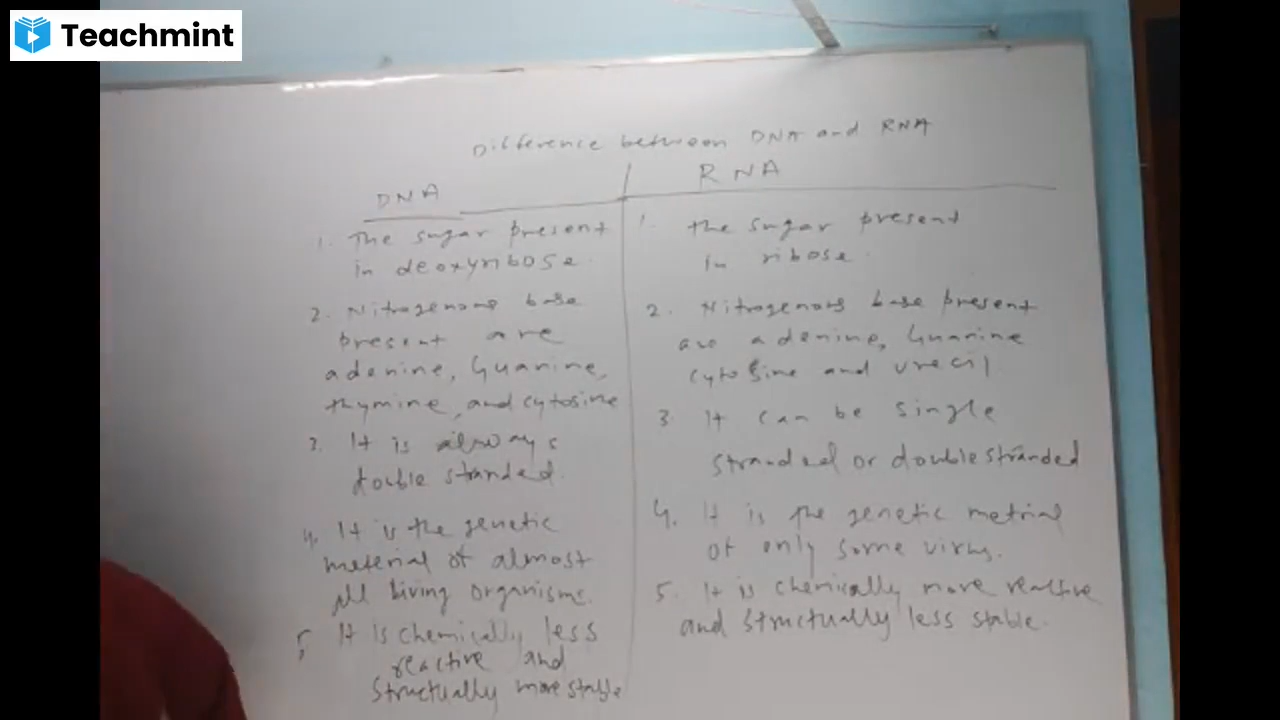 Teachmint
Difference between DNA and RNA
DNA
1. The sugar present
in deoxyribose.
2. Nitrogenous base
present are
adenine, Guanine,
thymine, and cytosine
3. It is always
double stranded.
4. It is the genetic
material of almost
all living organisms.
5. It is chemically less
reactive and
Structually more stable
RNA
1. the sugar present
in ribose.
2. Nitrogenous base present
are adenine, Guanine
cytosine and uracil
3 It can be single
stranded or double stranded
4. It is the genetic metrial
of only some virus.
5. It is chemically more reactive
and structually less stable.